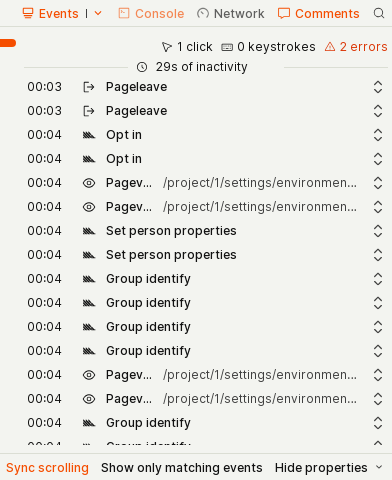 Events Console Network Comments
1 click 0 keystrokes 2 errors
29s of inactivity
00:03 Pageleave
00:03 Pageleave
00:04 Opt in
00:04 Opt in
00:04 Pagev... /project/1/settings/environmen...
00:04 Pagev... /project/1/settings/environmen...
00:04 Set person properties
00:04 Set person properties
00:04 Group identify
00:04 Group identify
00:04 Group identify
00:04 Group identify
00:04 Pagev... /project/1/settings/environmen...
00:04 Pagev... /project/1/settings/environmen...
00:04 Group identify
00:04 Group identify
Sync scrolling Show only matching events Hide properties